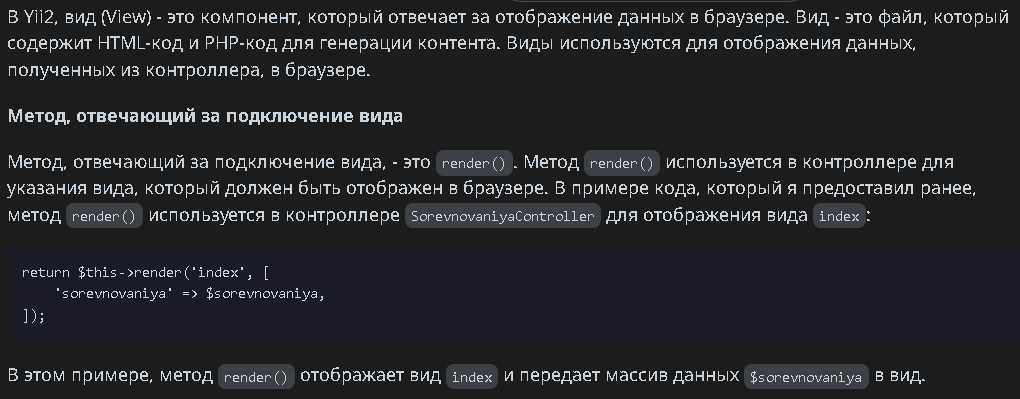 В Yii2, вид (View) - это компонент, который отвечает за отображение данных в браузере. Вид - это файл, который
содержит HTML-код и PHP-код для генерации контента. Виды используются для отображения данных,
полученных из контроллера, в браузере.
Метод, отвечающий за подключение вида
Метод, отвечающий за подключение вида, - это render(). Метод render() используется в контроллере для
указания вида, который должен быть отображен в браузере. В примере кода, который я предоставил ранее,
метод render() используется в контроллере SorevnovaniyaController для отображения вида index:
return $this->render('index', [
    'sorevnovaniya' => $sorevnovaniya,
]);
В этом примере, метод render() отображает вид index и передает массив данных $sorevnovaniya в вид.